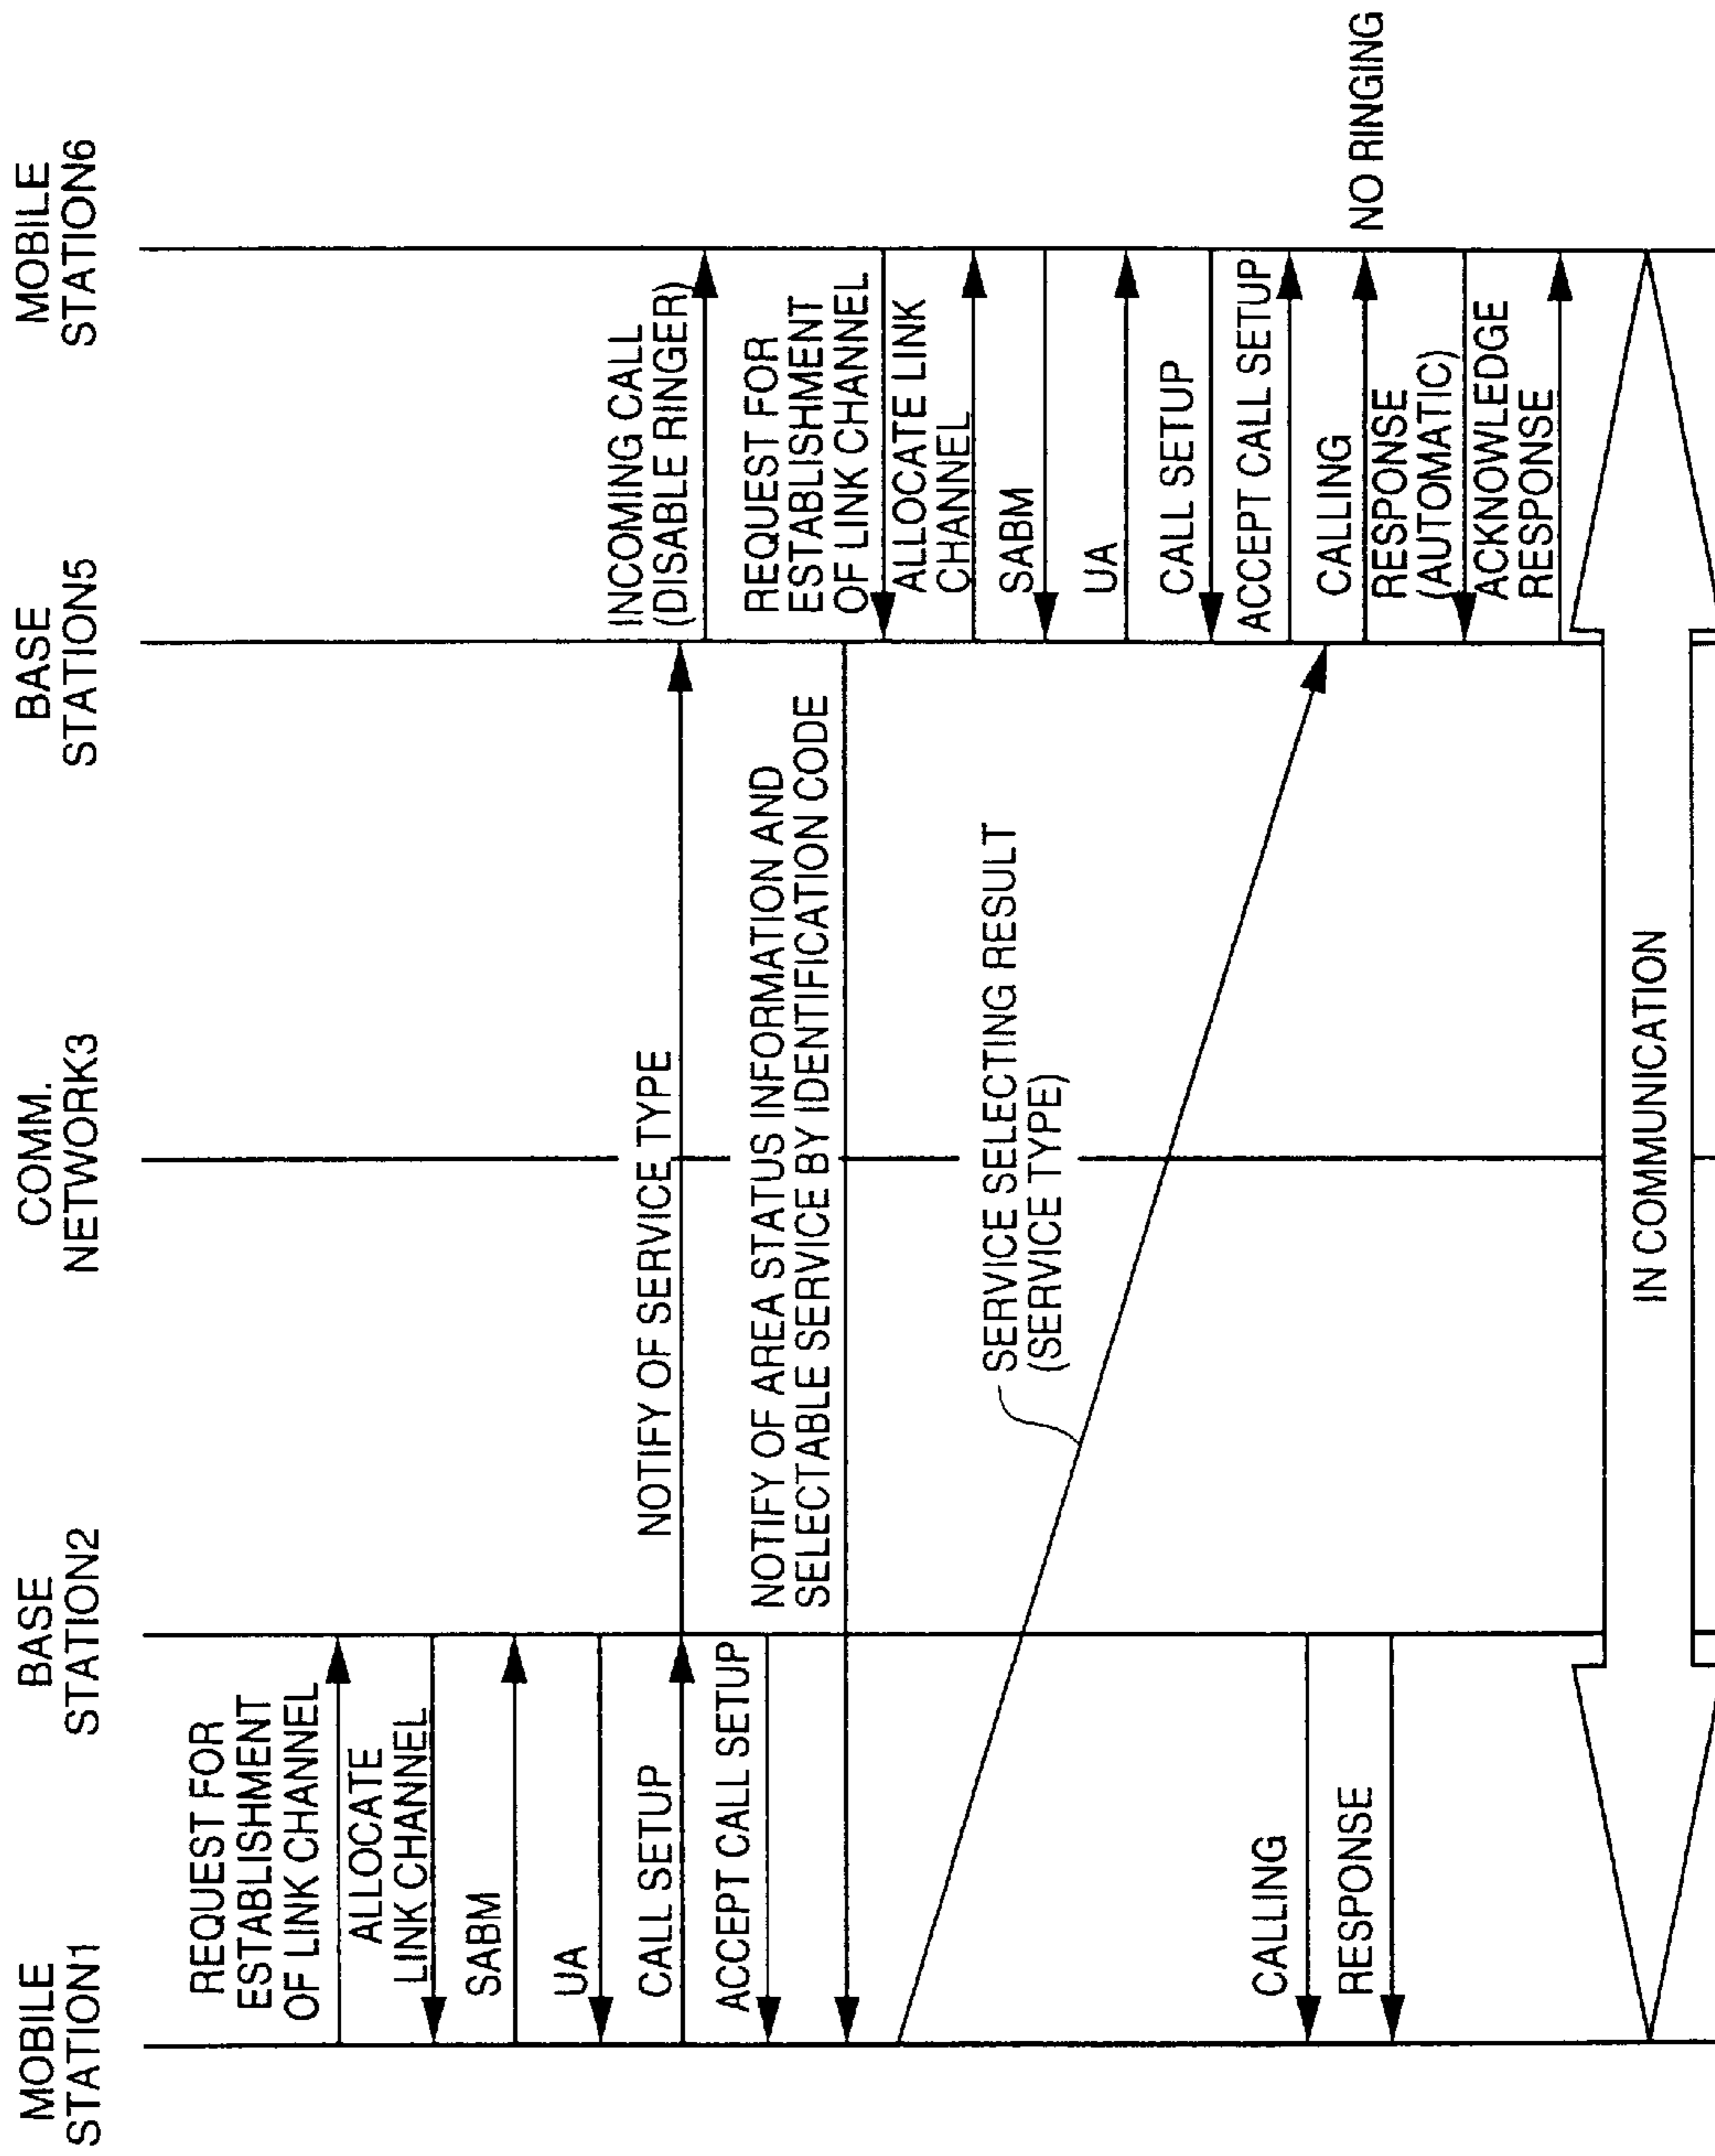 MOBILE
STATION1
BASE
STATION2
COMM.
NETWORK3
BASE
STATION5
MOBILE
STATION6
REQUEST FOR
ESTABLISHMENT
OF LINK CHANNEL
ALLOCATE
LINK CHANNEL
SABM
UA
CALL SETUP
ACCEPT CALL SETUP
NOTIFY OF SERVICE TYPE
NOTIFY OF AREA STATUS INFORMATION AND
SELECTABLE SERVICE BY IDENTIFICATION CODE
SERVICE SELECTING RESULT
(SERVICE TYPE)
INCOMING CALL
(DISABLE RINGER)
REQUEST FOR
ESTABLISHMENT
OF LINK CHANNEL
ALLOCATE LINK
CHANNEL
SABM
UA
CALL SETUP
ACCEPT CALL SETUP
CALLING
NO RINGING
RESPONSE
(AUTOMATIC)
ACKNOWLEDGE
RESPONSE
CALLING
RESPONSE
IN COMMUNICATION